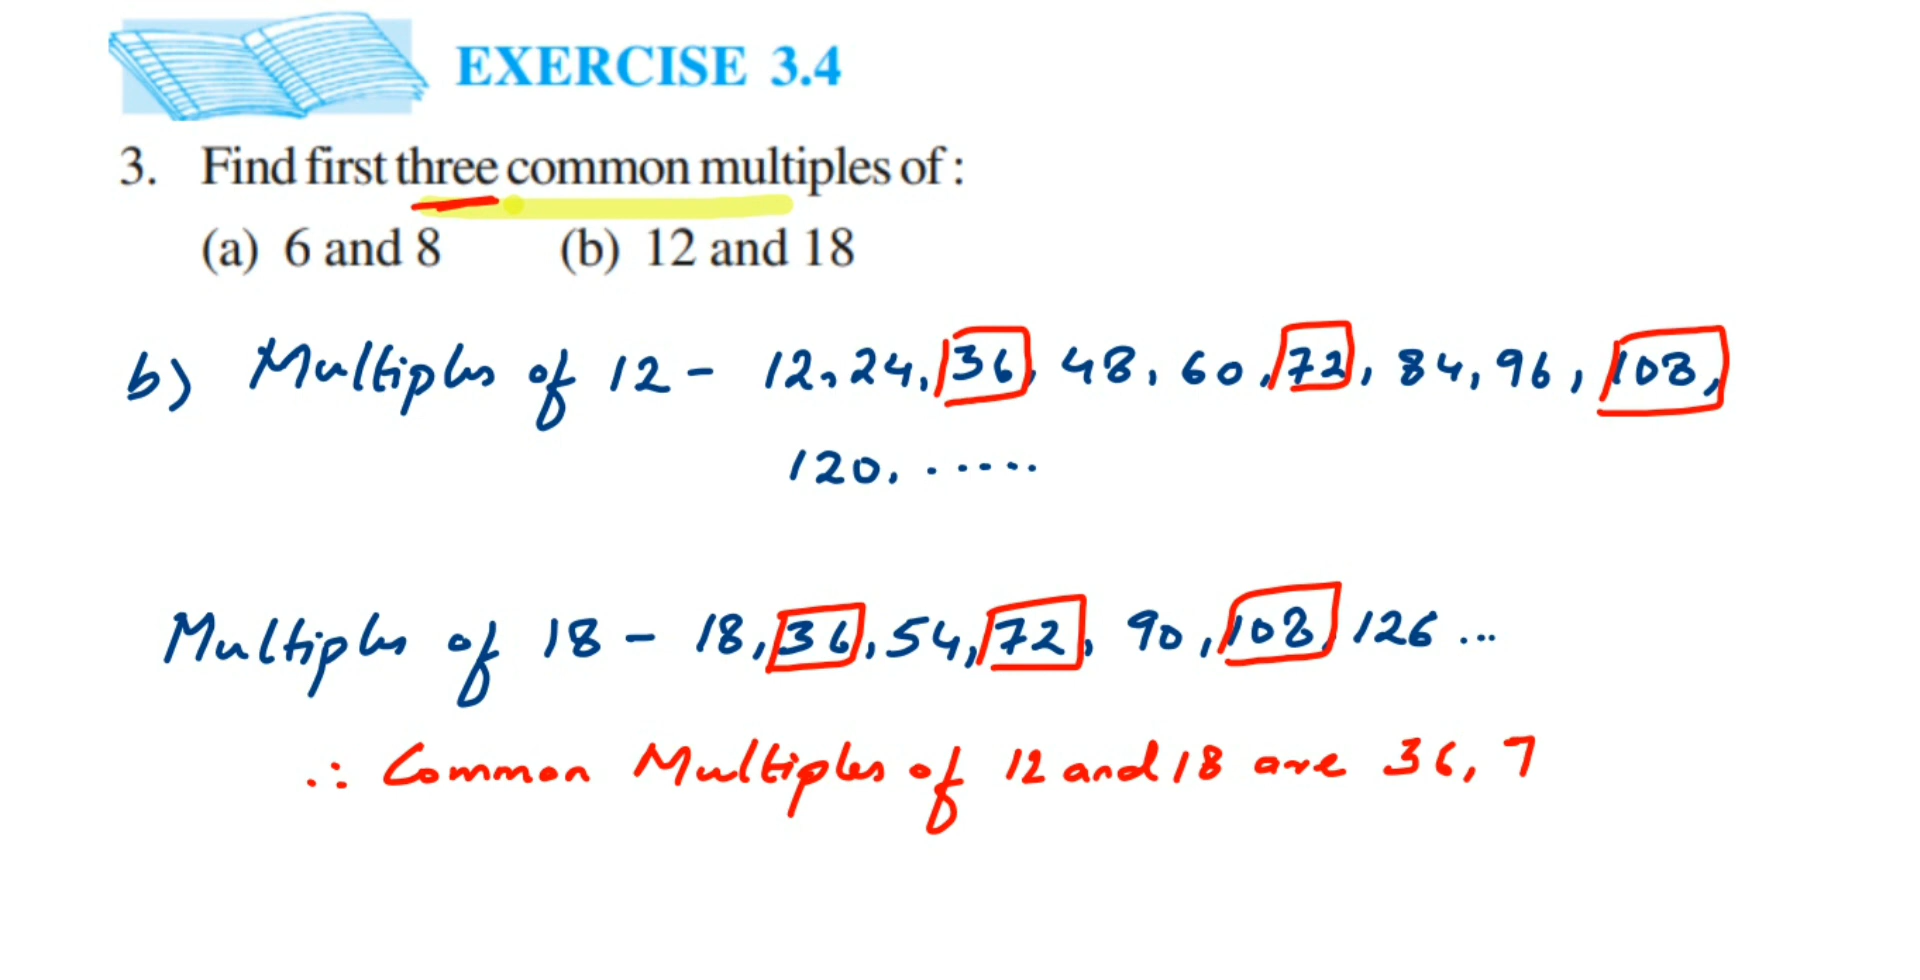 EXERCISE 3.4
3. Find first three common multiples of :
(a) 6 and 8 (b) 12 and 18
b) Multiples of 12 - 12, 24, 36, 48, 60, 72, 84, 96, 108,
120, ......
Multiples of 18 - 18, 36, 54, 72, 90, 108, 126 ...
∴ Common Multiples of 12 and 18 are 36, 7